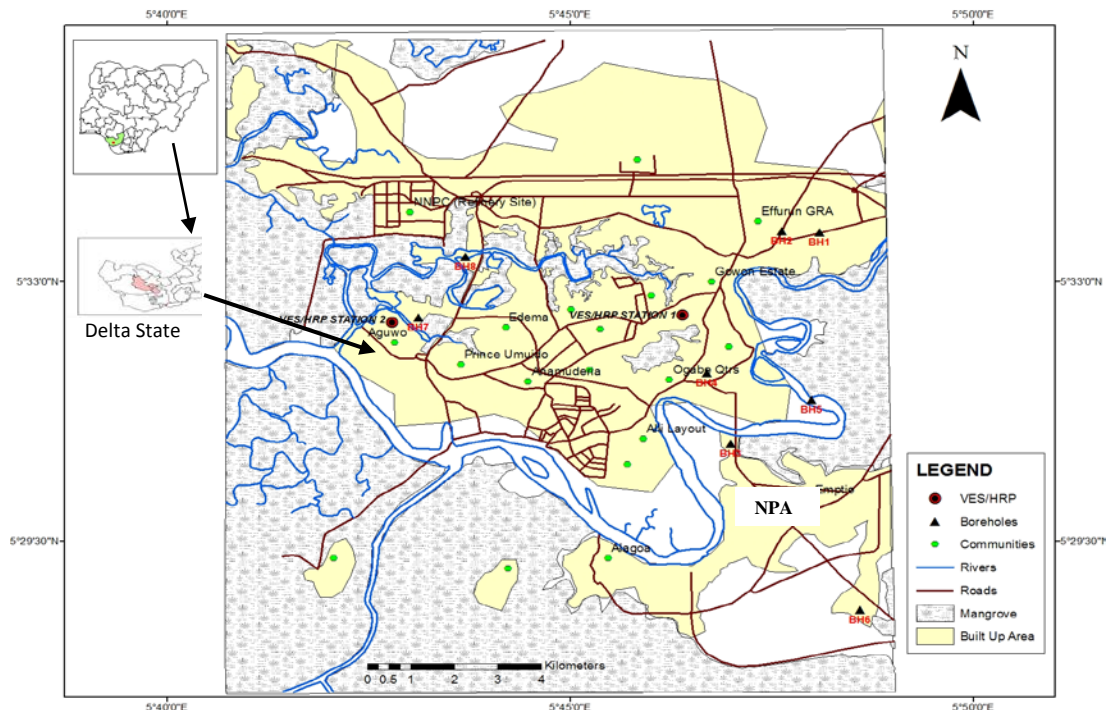 5°40'0"E 5°45'0"E 5°50'0"E
N
NNPC (Refinery Site)
Effurun GRA
BH2 BH1
BH8
Gowon Estate
5°33'0"N 5°33'0"N
VES/HRP STATION 2 VES/HRP STATION 1
BH7
Edema
Delta State
Aguwo
Prince Umuido
Ogabe Qtrs
BH4
BH5
Alli Layout
LEGEND
VES/HRP
Boreholes
Communities
Rivers
Roads
Mangrove
Built Up Area
NPA
5°29'30"N 5°29'30"N
Alagoa
BH6
Kilometers
0 0.5 1 2 3 4
5°40'0"E 5°45'0"E 5°50'0"E